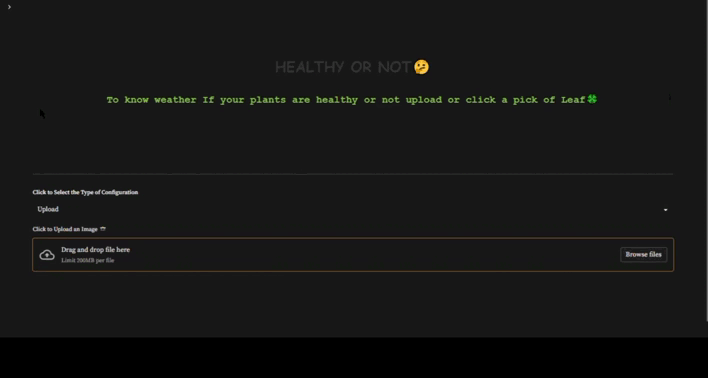 HEALTHY OR NOT🤔
To know weather If your plants are healthy or not upload or click a pick of Leaf🍀
Click to Select the Type of Configuration
Upload
Click to Upload an Image
Drag and drop file here
Limit 200MB per file
Browse files